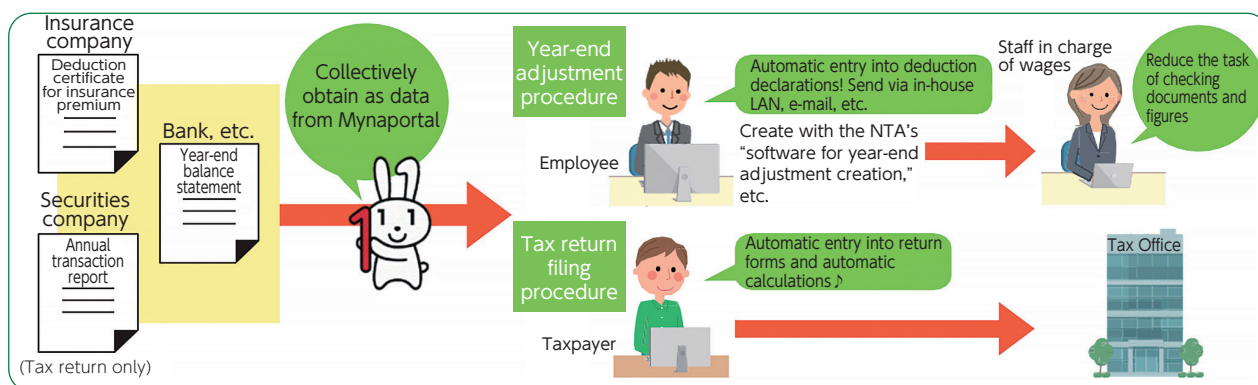 Insurance
company
Deduction
certificate
for insurance
premium
Bank, etc.
Year-end
balance
statement
Securities
company
Annual
transaction
report
(Tax return only)
Collectively
obtain as data
from Mynaportal
1
1 1
Year-end
adjustment
procedure
Employee
Automatic entry into deduction
declarations! Send via in-house
LAN, e-mail, etc.
Create with the NTA's
"software for year-end
adjustment creation,"
etc.
Staff in charge
of wages
Reduce the task
of checking
documents and
figures
Tax return
filing
procedure
Taxpayer
Automatic entry into return
forms and automatic
calculations♪
Tax Office